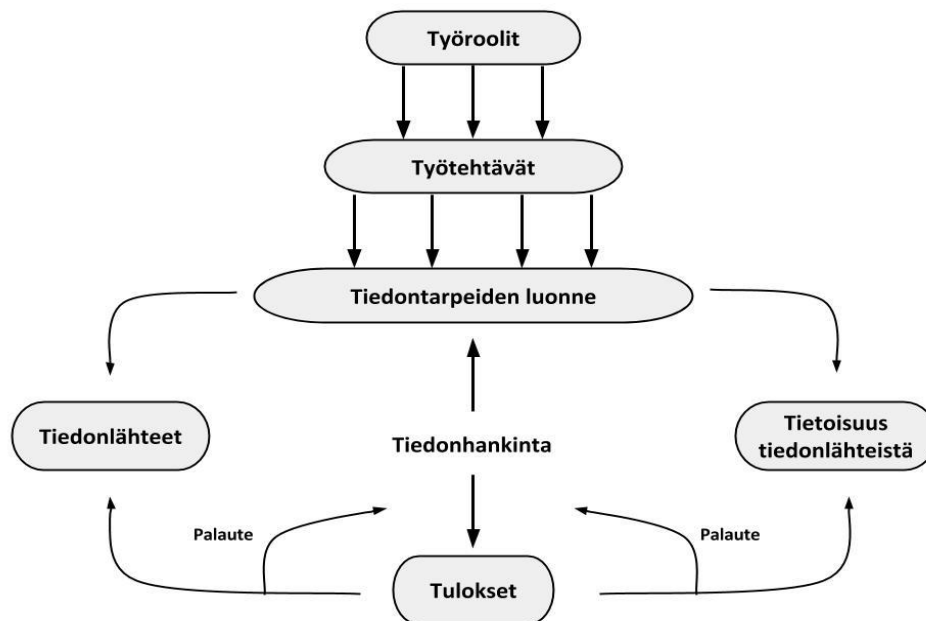 Työroolit
Työtehtävät
Tiedontarpeiden luonne
Tiedonlähteet
Tiedonhankinta
Tietoisuus
tiedonlähteistä
Palaute
Palaute
Tulokset